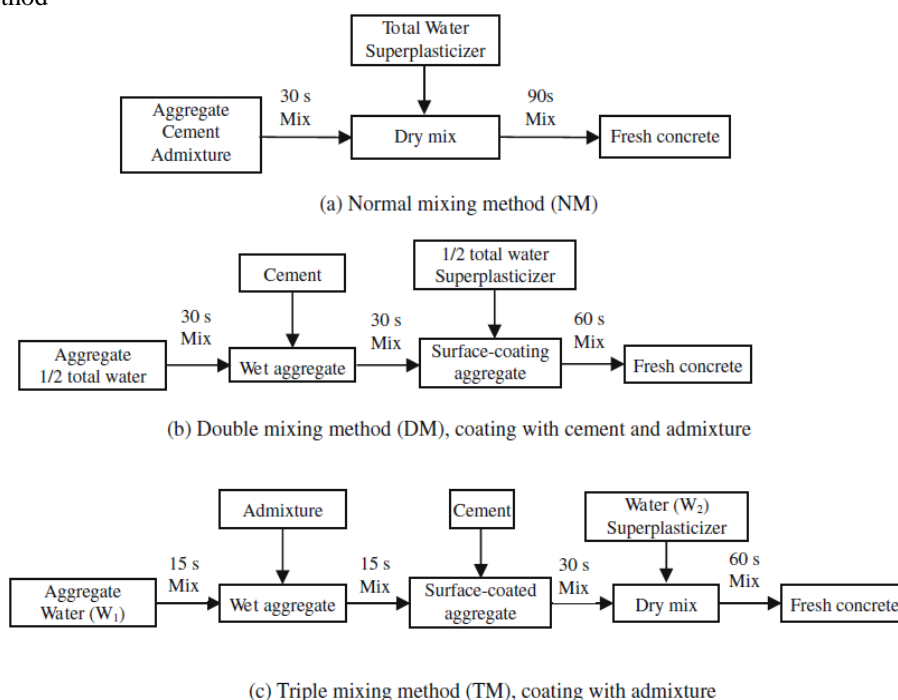 thod
Total Water
Superplasticizer
Aggregate
Cement
Admixture
30 s
Mix
Dry mix
90s
Mix
Fresh concrete
(a) Normal mixing method (NM)
Aggregate
1/2 total water
30 s
Mix
Cement
Wet aggregate
30 s
Mix
1/2 total water
Superplasticizer
Surface-coating
aggregate
60 s
Mix
Fresh concrete
(b) Double mixing method (DM), coating with cement and admixture
Aggregate
Water (W₁)
15 s
Mix
Admixture
Wet aggregate
15 s
Mix
Cement
Surface-coated
aggregate
30 s
Mix
Water (W₂)
Superplasticizer
Dry mix
60 s
Mix
Fresh concrete
(c) Triple mixing method (TM), coating with admixture